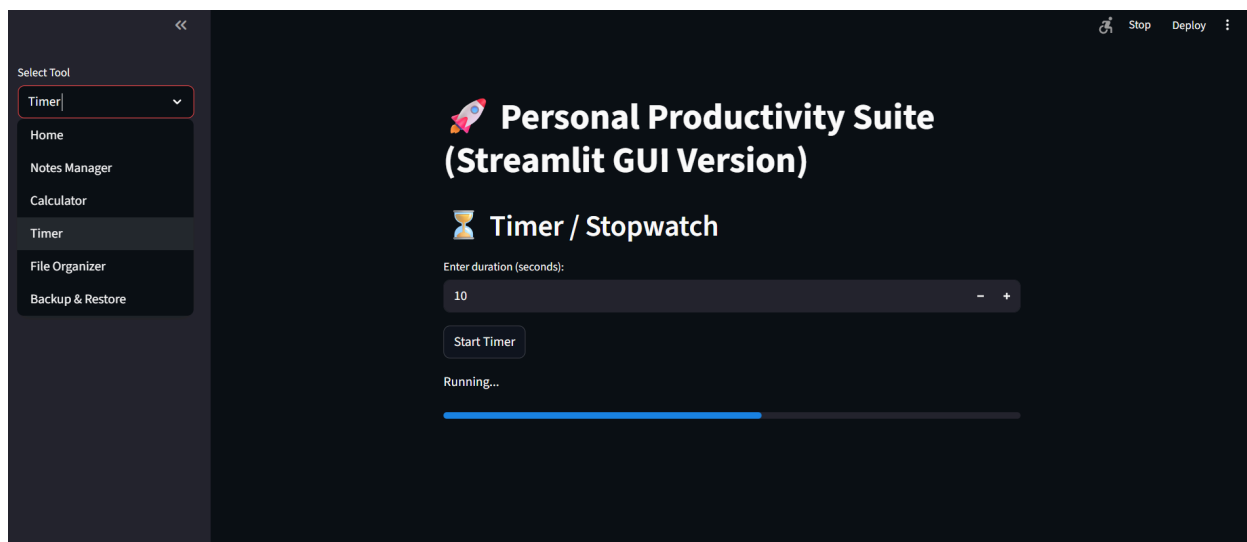 Stop Deploy
Select Tool
Timer
Home
Notes Manager
Calculator
Timer
File Organizer
Backup & Restore
Personal Productivity Suite
(Streamlit GUI Version)
Timer / Stopwatch
Enter duration (seconds):
10
Start Timer
Running...